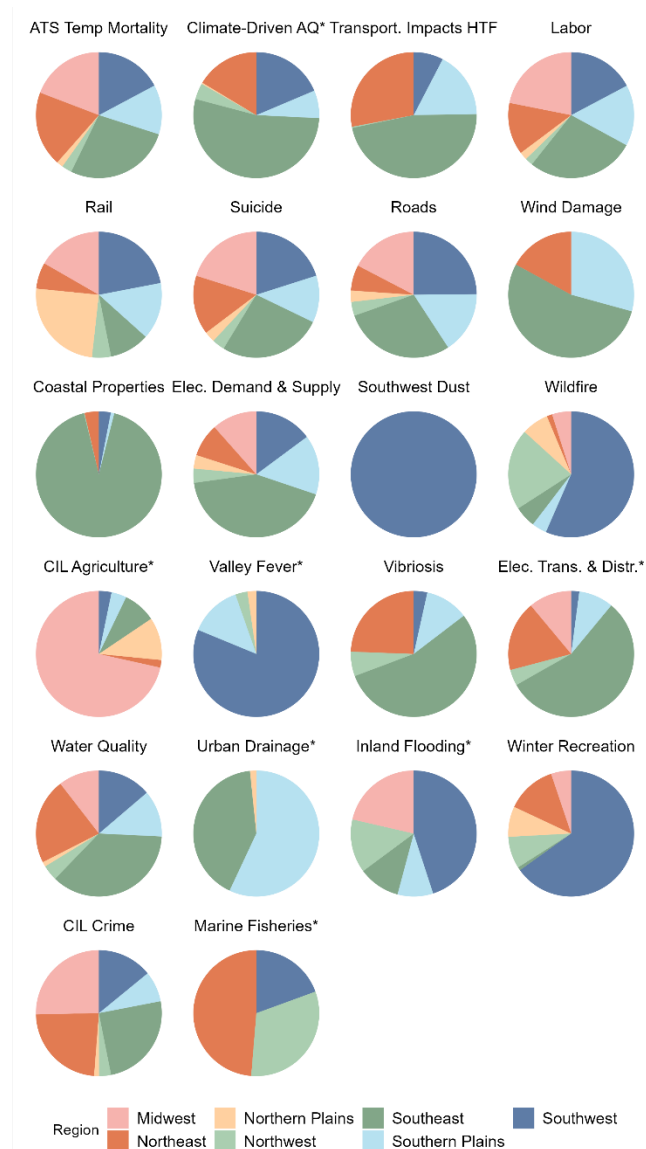 ATS Temp Mortality
Climate-Driven AQ*
Transport. Impacts HTF
Labor
Rail
Suicide
Roads
Wind Damage
Coastal Properties
Elec. Demand & Supply
Southwest Dust
Wildfire
CIL Agriculture*
Valley Fever*
Vibriosis
Elec. Trans. & Distr.*
Water Quality
Urban Drainage*
Inland Flooding*
Winter Recreation
CIL Crime
Marine Fisheries*
Region
Midwest
Northeast
Northern Plains
Northwest
Southeast
Southern Plains
Southwest